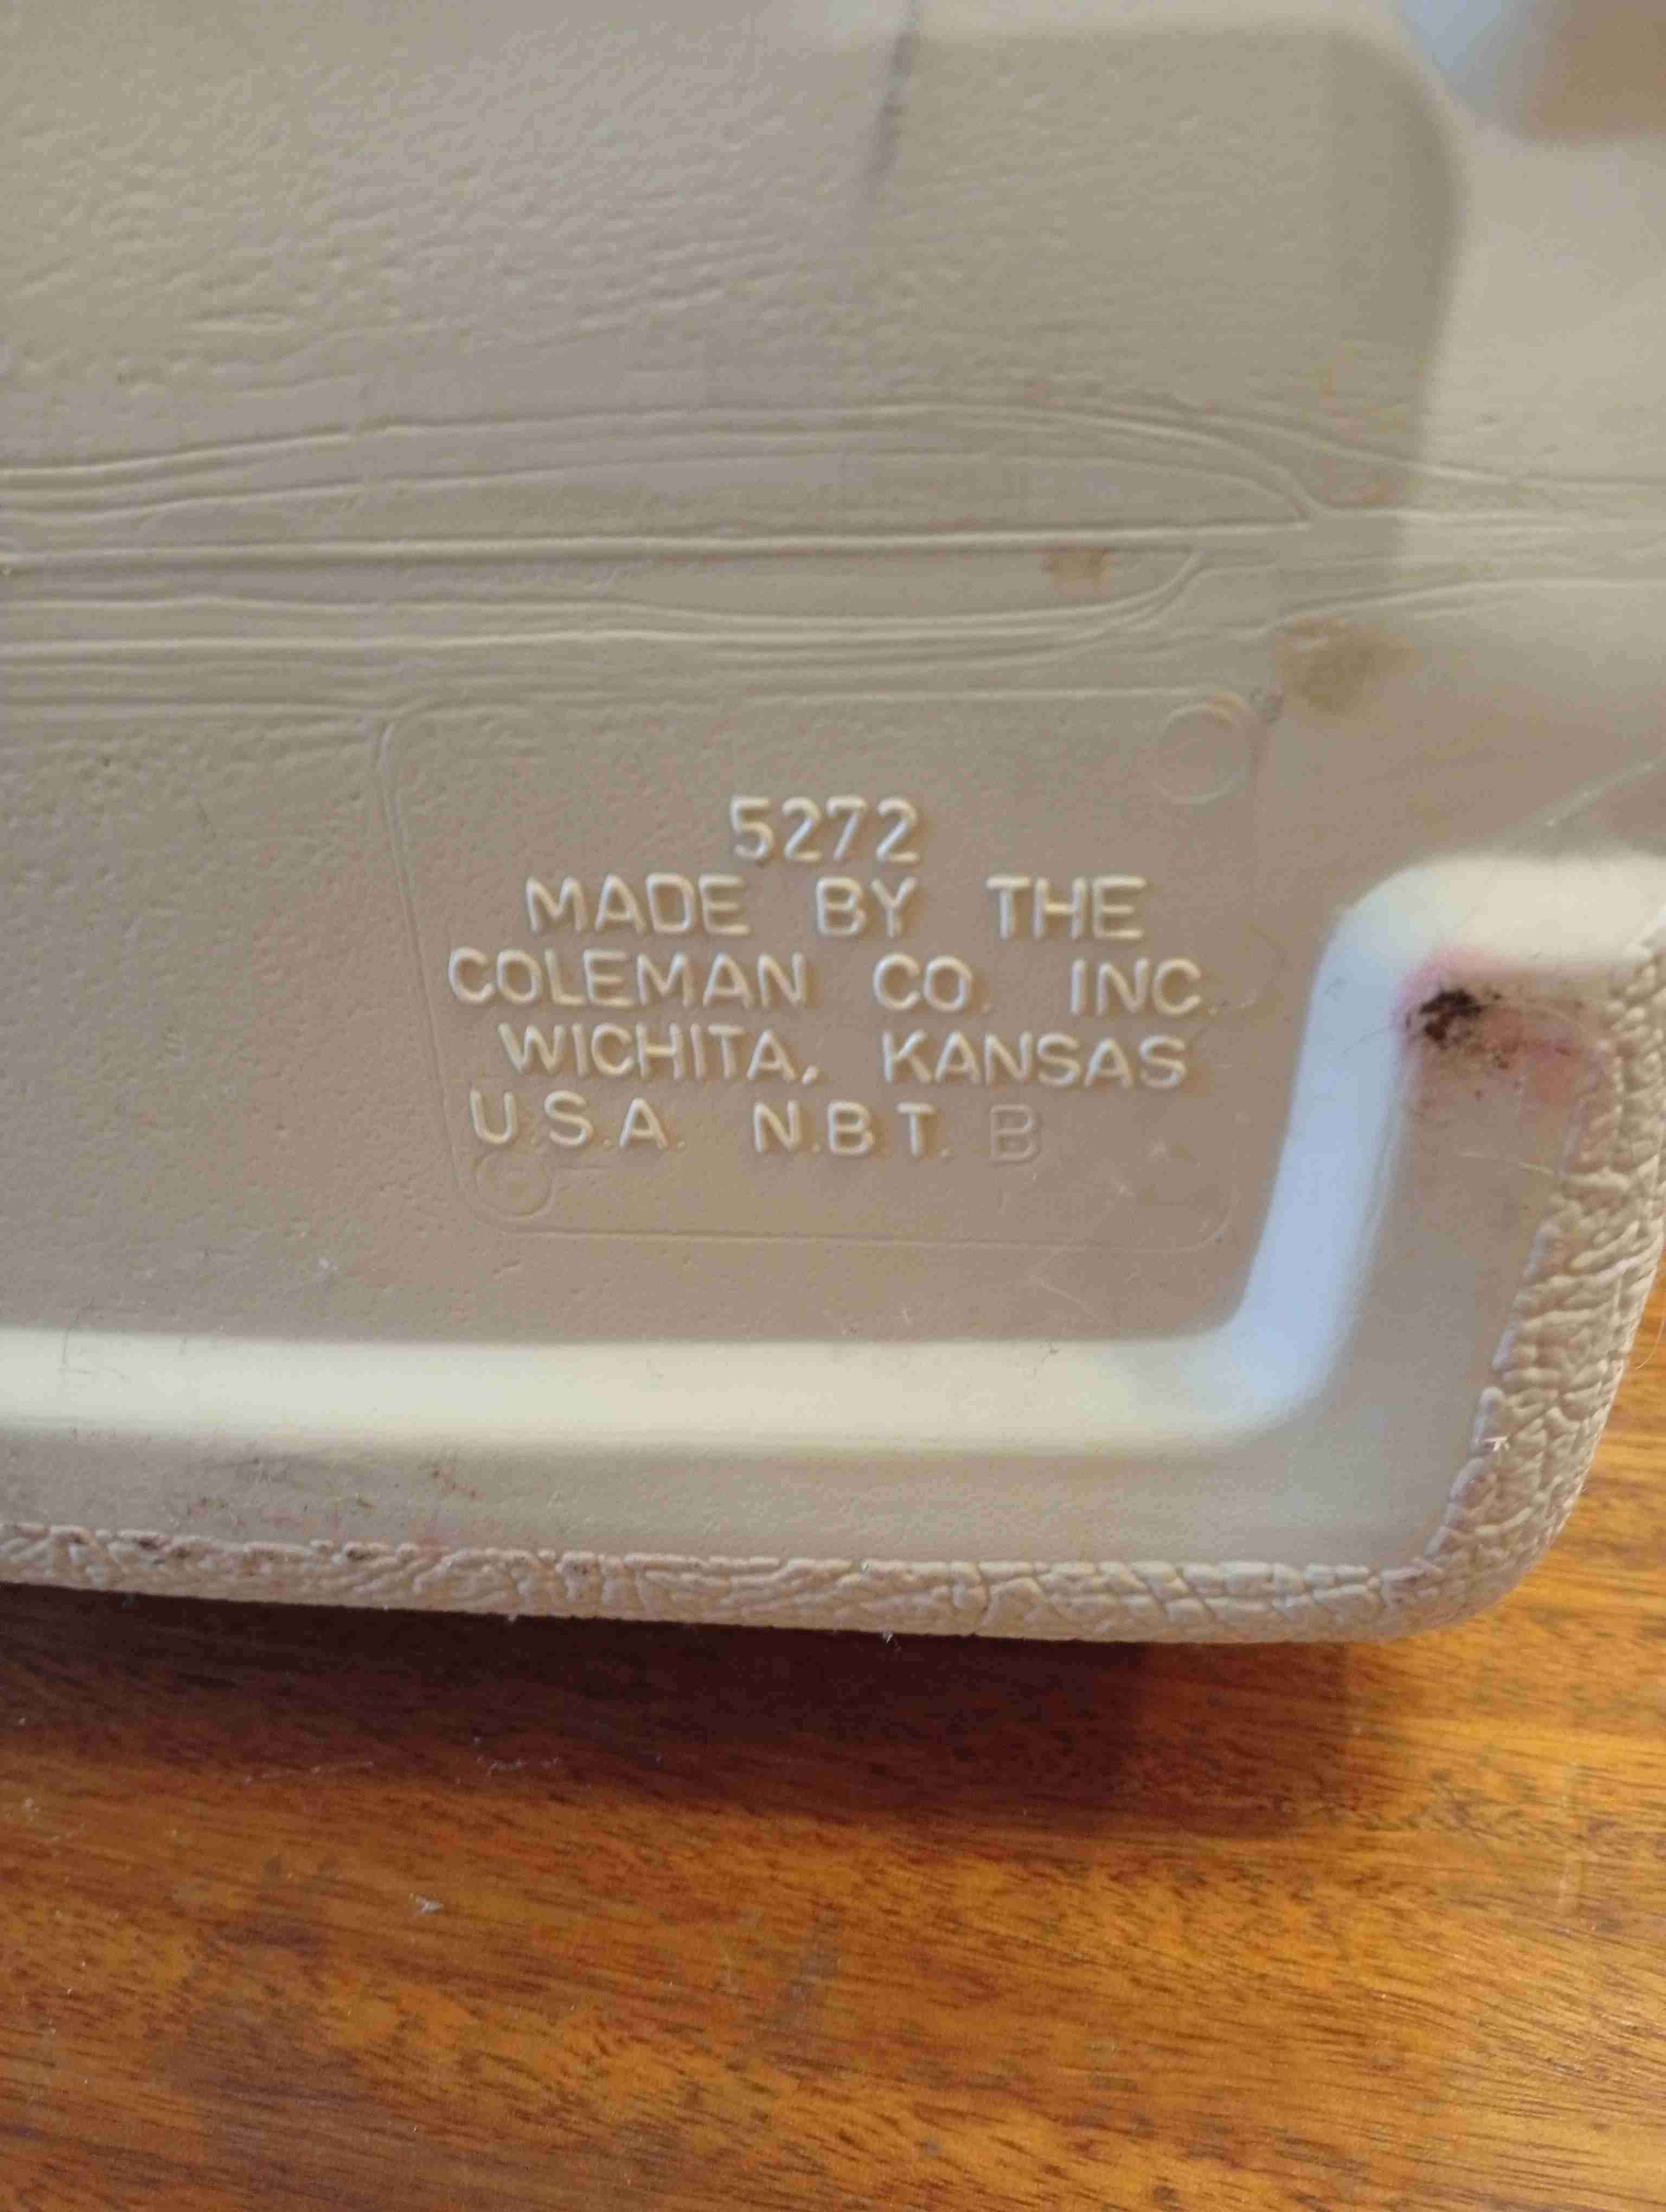 5272
MADE BY THE
COLEMAN CO. INC.
WICHITA, KANSAS
U.S.A. N.B.T. B